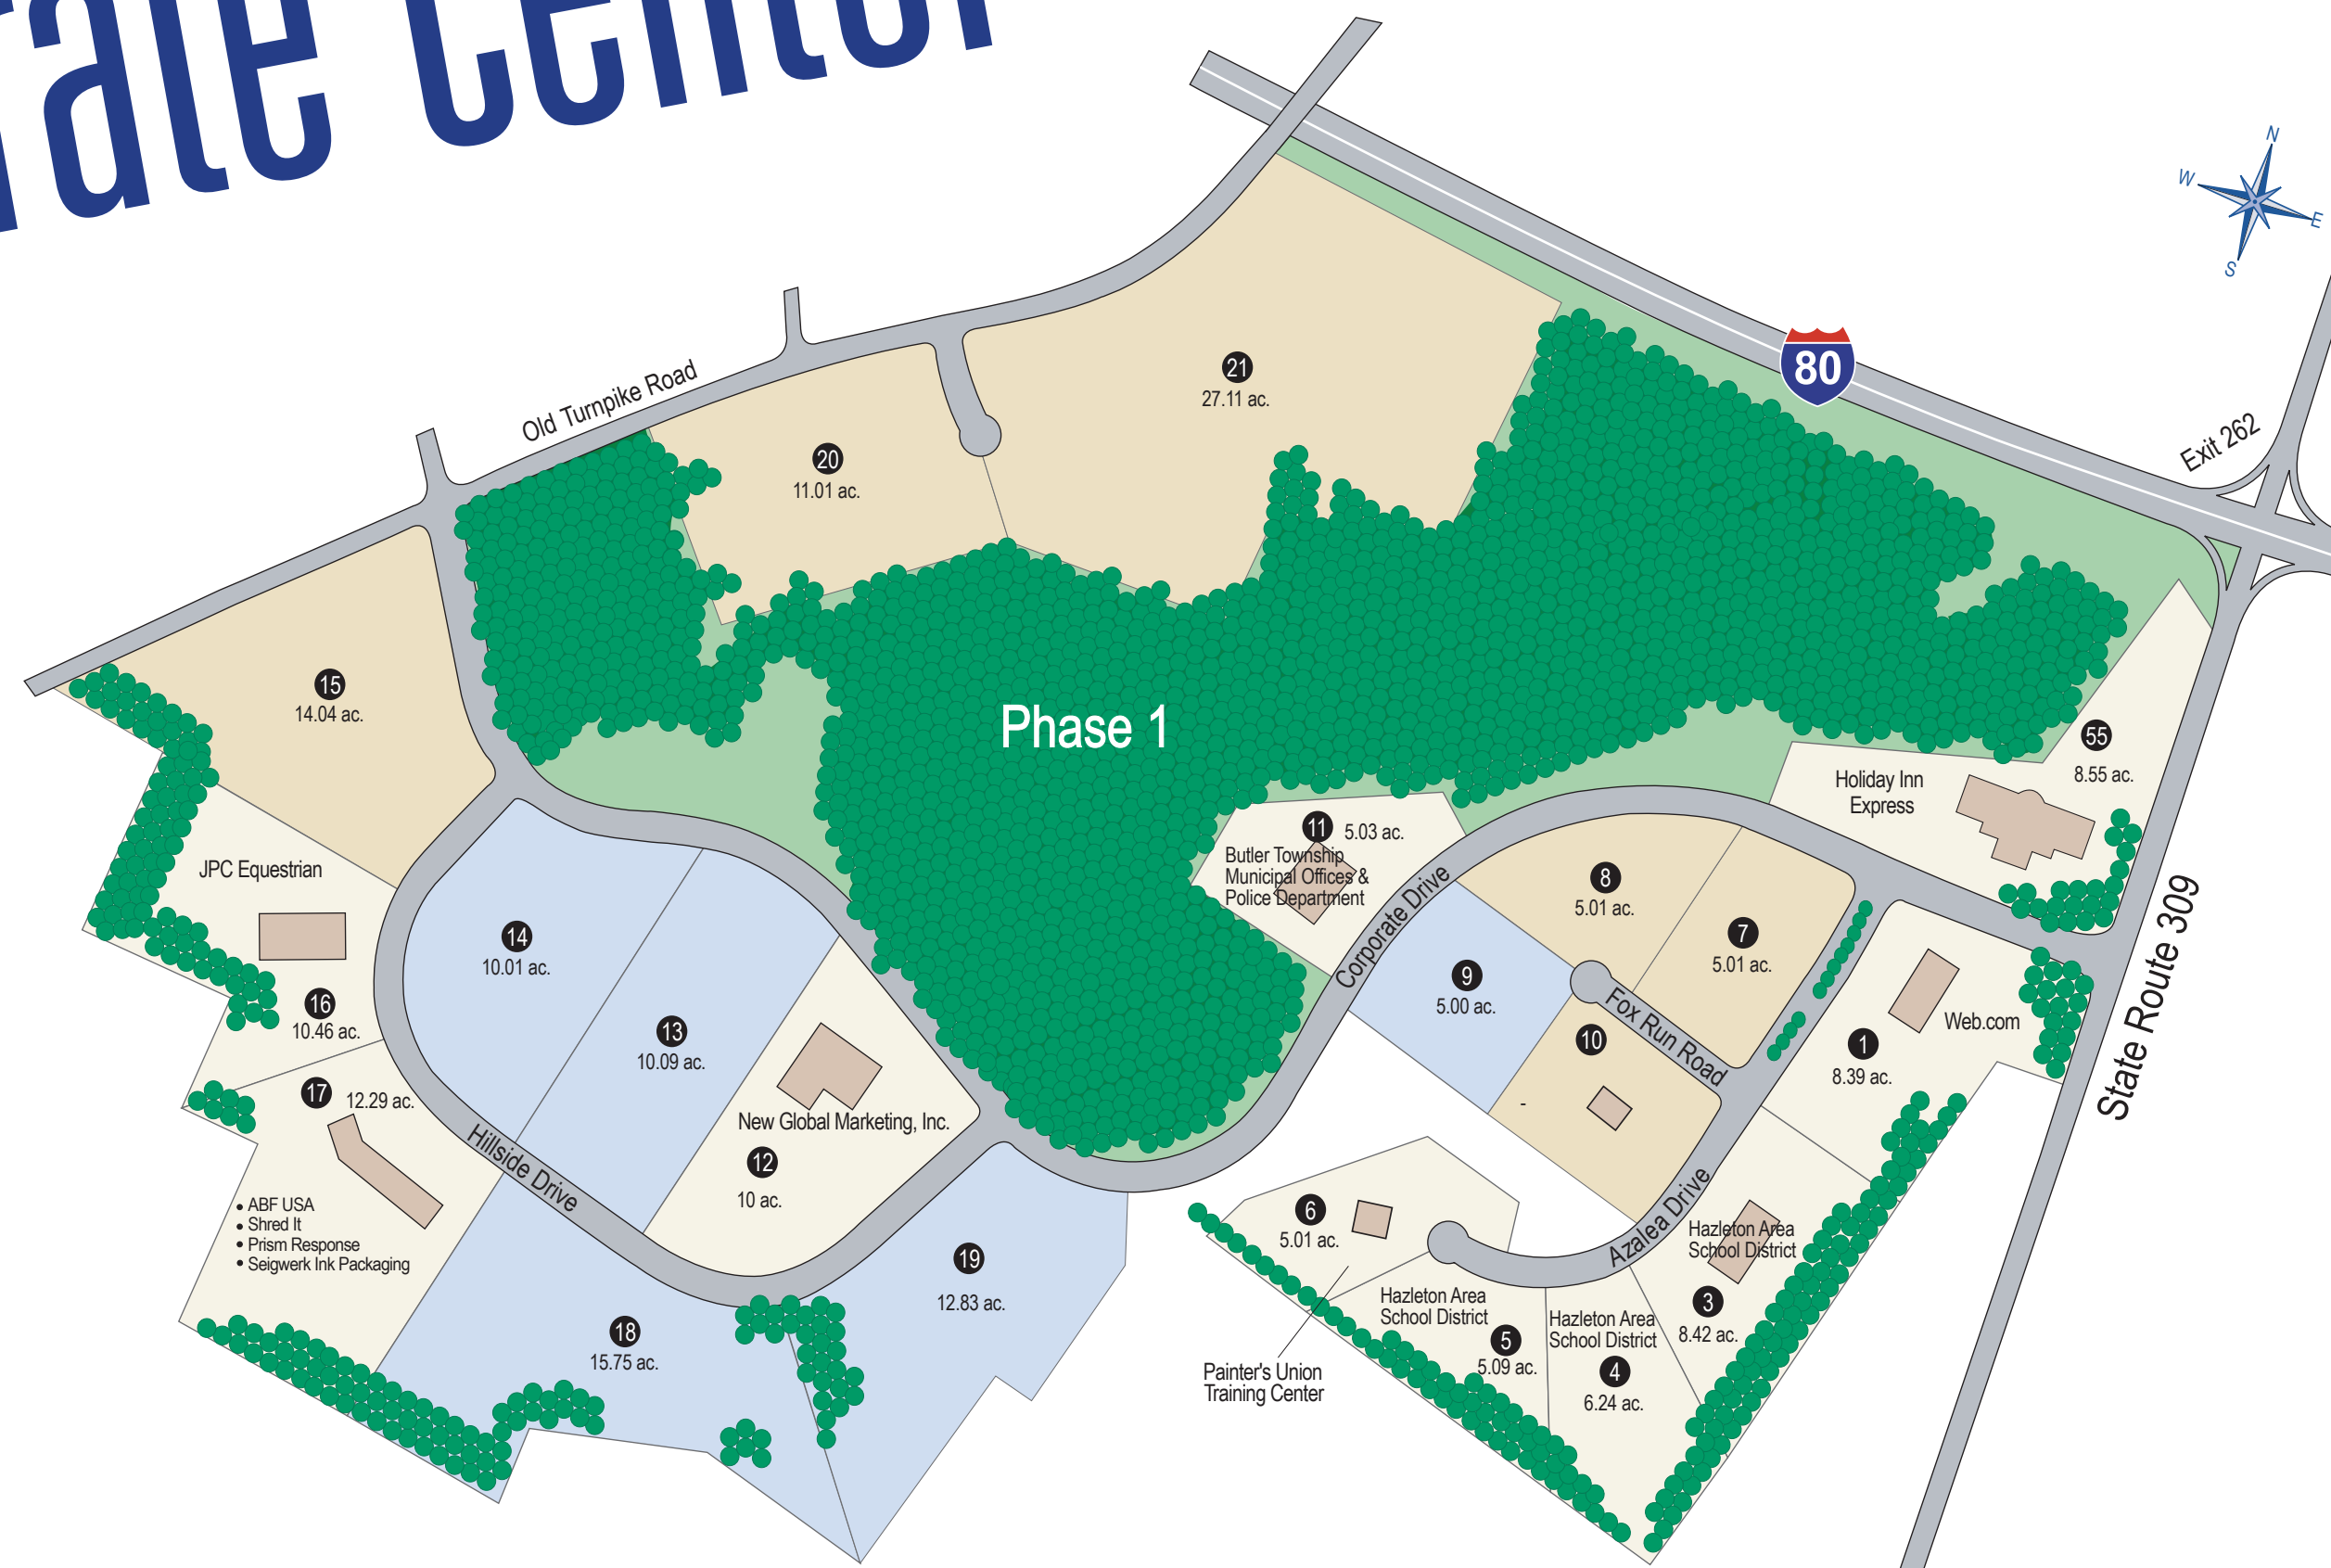 rate Center
N
W
E
S
80
Exit 262
Old Turnpike Road
21
27.11 ac.
20
11.01 ac.
15
14.04 ac.
Phase 1
55
8.55 ac.
Holiday Inn
Express
11 5.03 ac.
Butler Township
Municipal Offices &
Police Department
JPC Equestrian
16
10.46 ac.
14
10.01 ac.
13
10.09 ac.
Corporate Drive
8
5.01 ac.
7
5.01 ac.
9
5.00 ac.
Fox Run Road
10
-
1
8.39 ac.
Web.com
State Route 309
17 12.29 ac.
New Global Marketing, Inc.
12
10 ac.
Hillside Drive
• ABF USA
• Shred It
• Prism Response
• Seigwerk Ink Packaging
18
15.75 ac.
19
12.83 ac.
6
5.01 ac.
Painter's Union
Training Center
Azalea Drive
Hazleton Area
School District
5
5.09 ac.
Hazleton Area
School District
4
6.24 ac.
Hazleton Area
School District
3
8.42 ac.